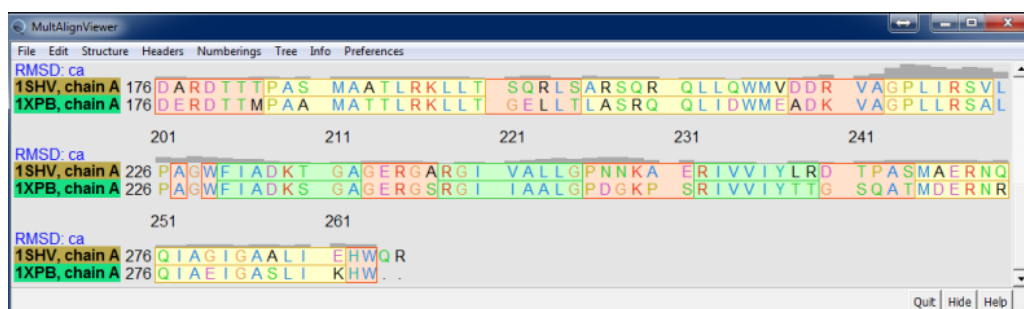 MultAlignViewer
File Edit Structure Headers Numberings Tree Info Preferences
RMSD: ca
1SHV, chain A 176 DARDTTTPAS MAATLRKLLT SQRLSARSQR QLLQWMVDDR VAGPLIRSVL
1XPB, chain A 176 DERDTTMPAA MATTLRKLLT GELLTLASRQ QLIDWMEADK VAGPLLRSAL
201 211 221 231 241
RMSD: ca
1SHV, chain A 226 PAGWFIADKT GAGERGARGI VALLGPNNKA ERIVVIYLRD TPASMAERNQ
1XPB, chain A 226 PAGWFIADKS GAGERGSRGI IAALGPDGKP SRIVVIYTTG SQATMDERNR
251 261
RMSD: ca
1SHV, chain A 276 QIAGIGAALI EHWQR
1XPB, chain A 276 QIAEIGASLI KHW..
Quit Hide Help